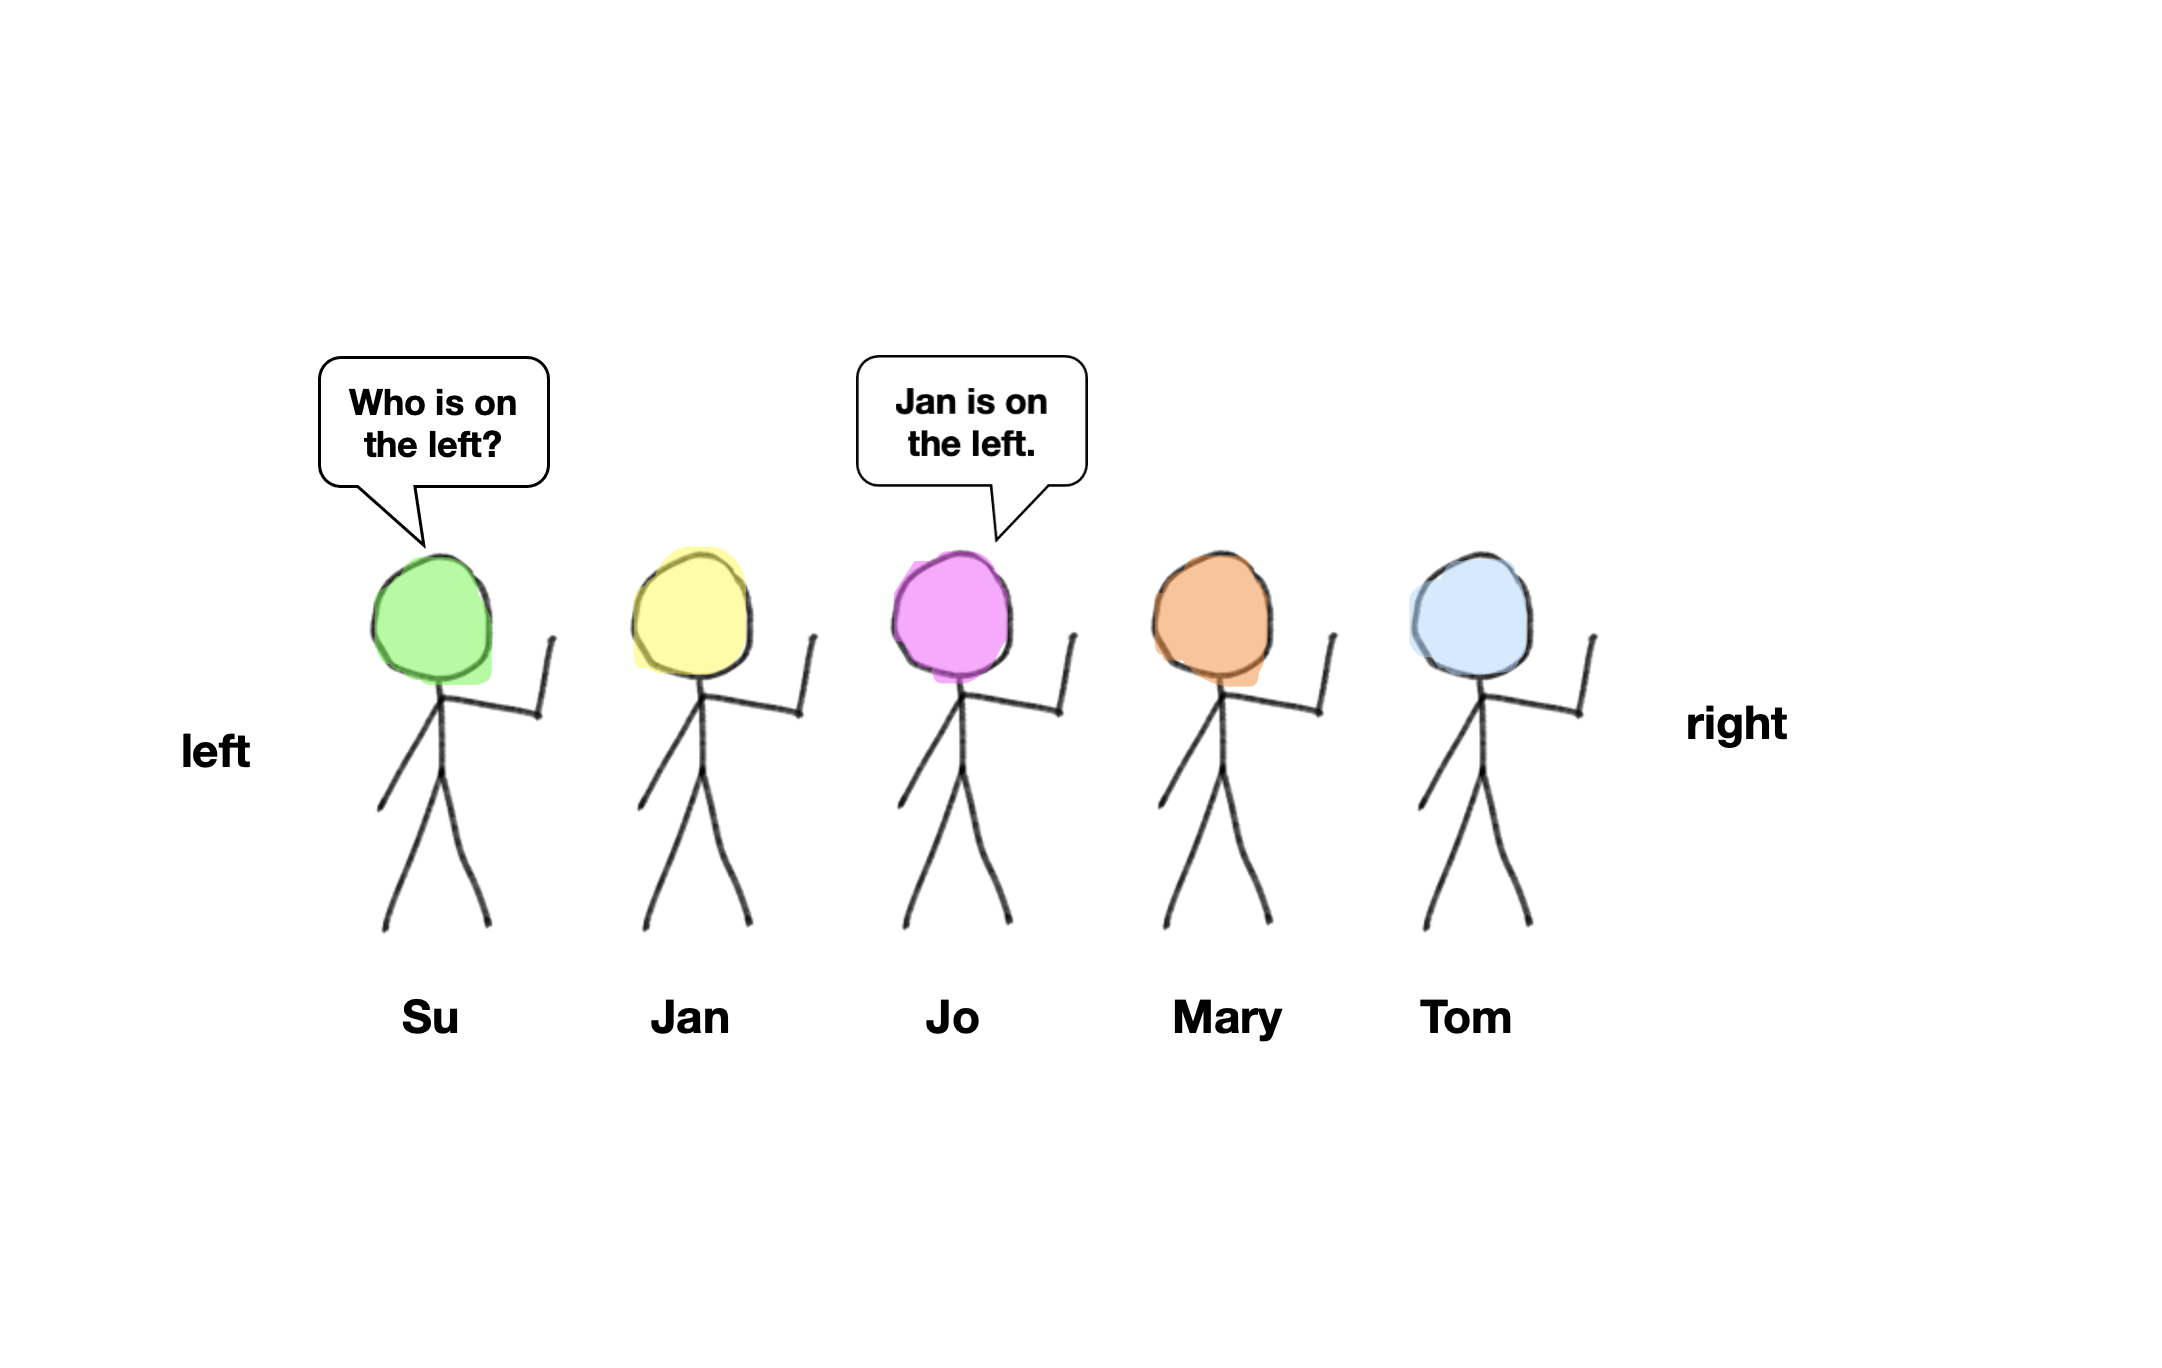 Who is on
the left?
Jan is on
the left.
left
right
Su
Jan
Jo
Mary
Tom